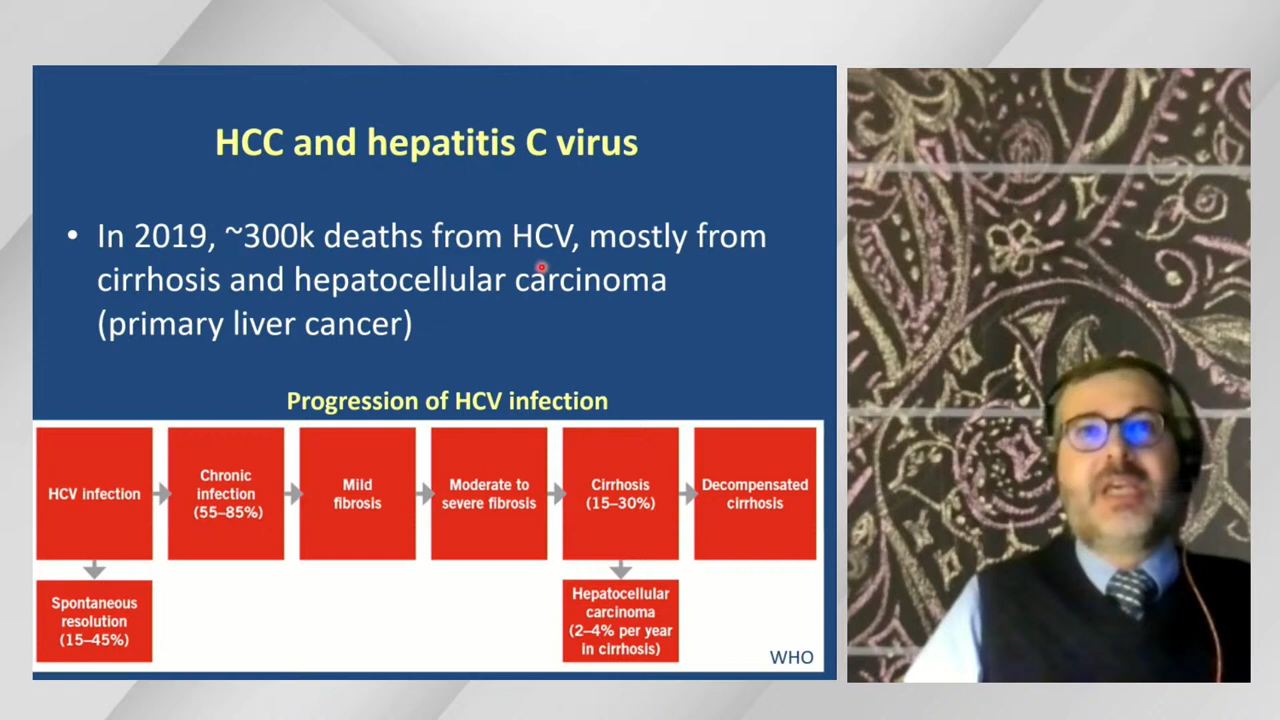 HCC and hepatitis C virus
• In 2019, ~300k deaths from HCV, mostly from
cirrhosis and hepatocellular carcinoma
(primary liver cancer)
Progression of HCV infection
HCV infection
Chronic
infection
(55–85%)
Mild
fibrosis
Moderate to
severe fibrosis
Cirrhosis
(15–30%)
Decompensated
cirrhosis
Spontaneous
resolution
(15–45%)
Hepatocellular
carcinoma
(2–4% per year
in cirrhosis)
WHO